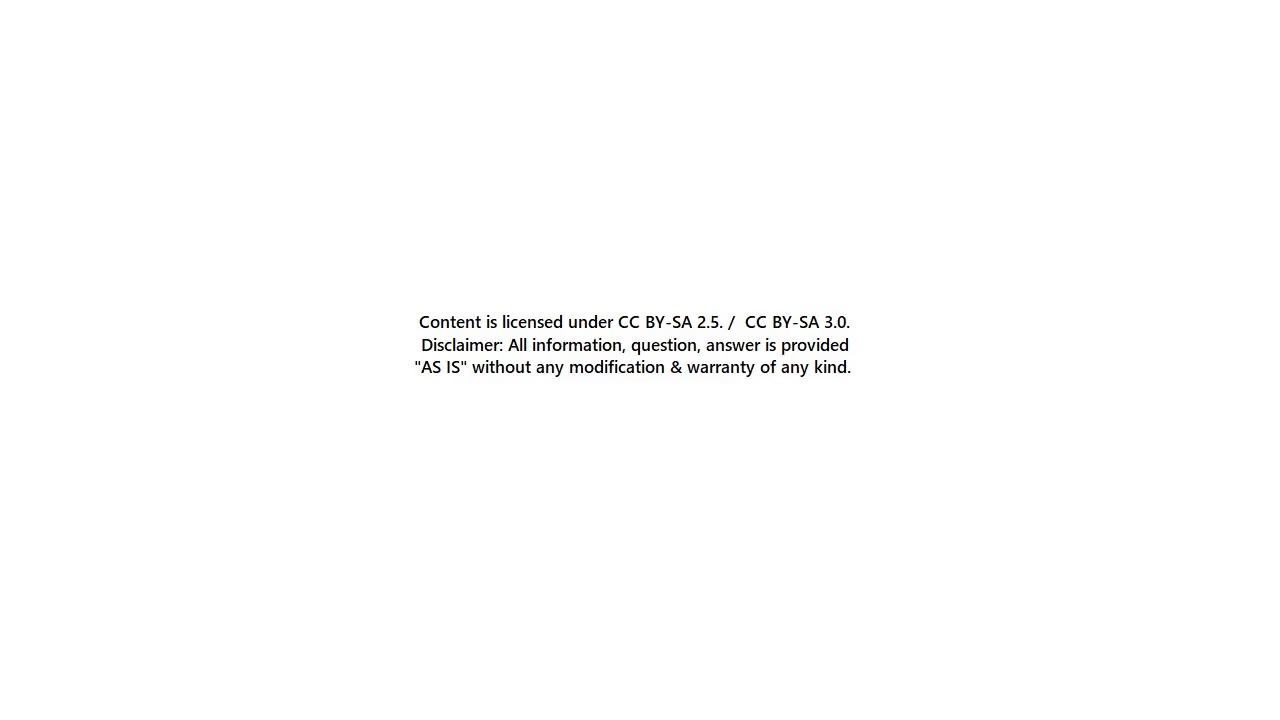 Content is licensed under CC BY-SA 2.5. /  CC BY-SA 3.0.
Disclaimer: All information, question, answer is provided
"AS IS" without any modification & warranty of any kind.